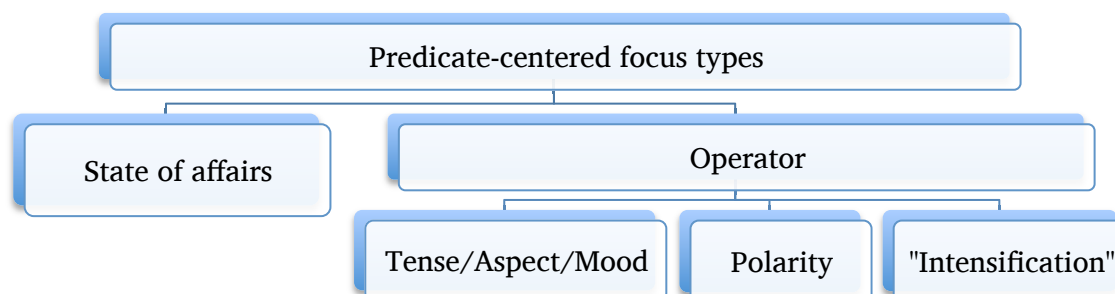 Predicate-centered focus types
State of affairs
Operator
Tense/Aspect/Mood
Polarity
"Intensification"